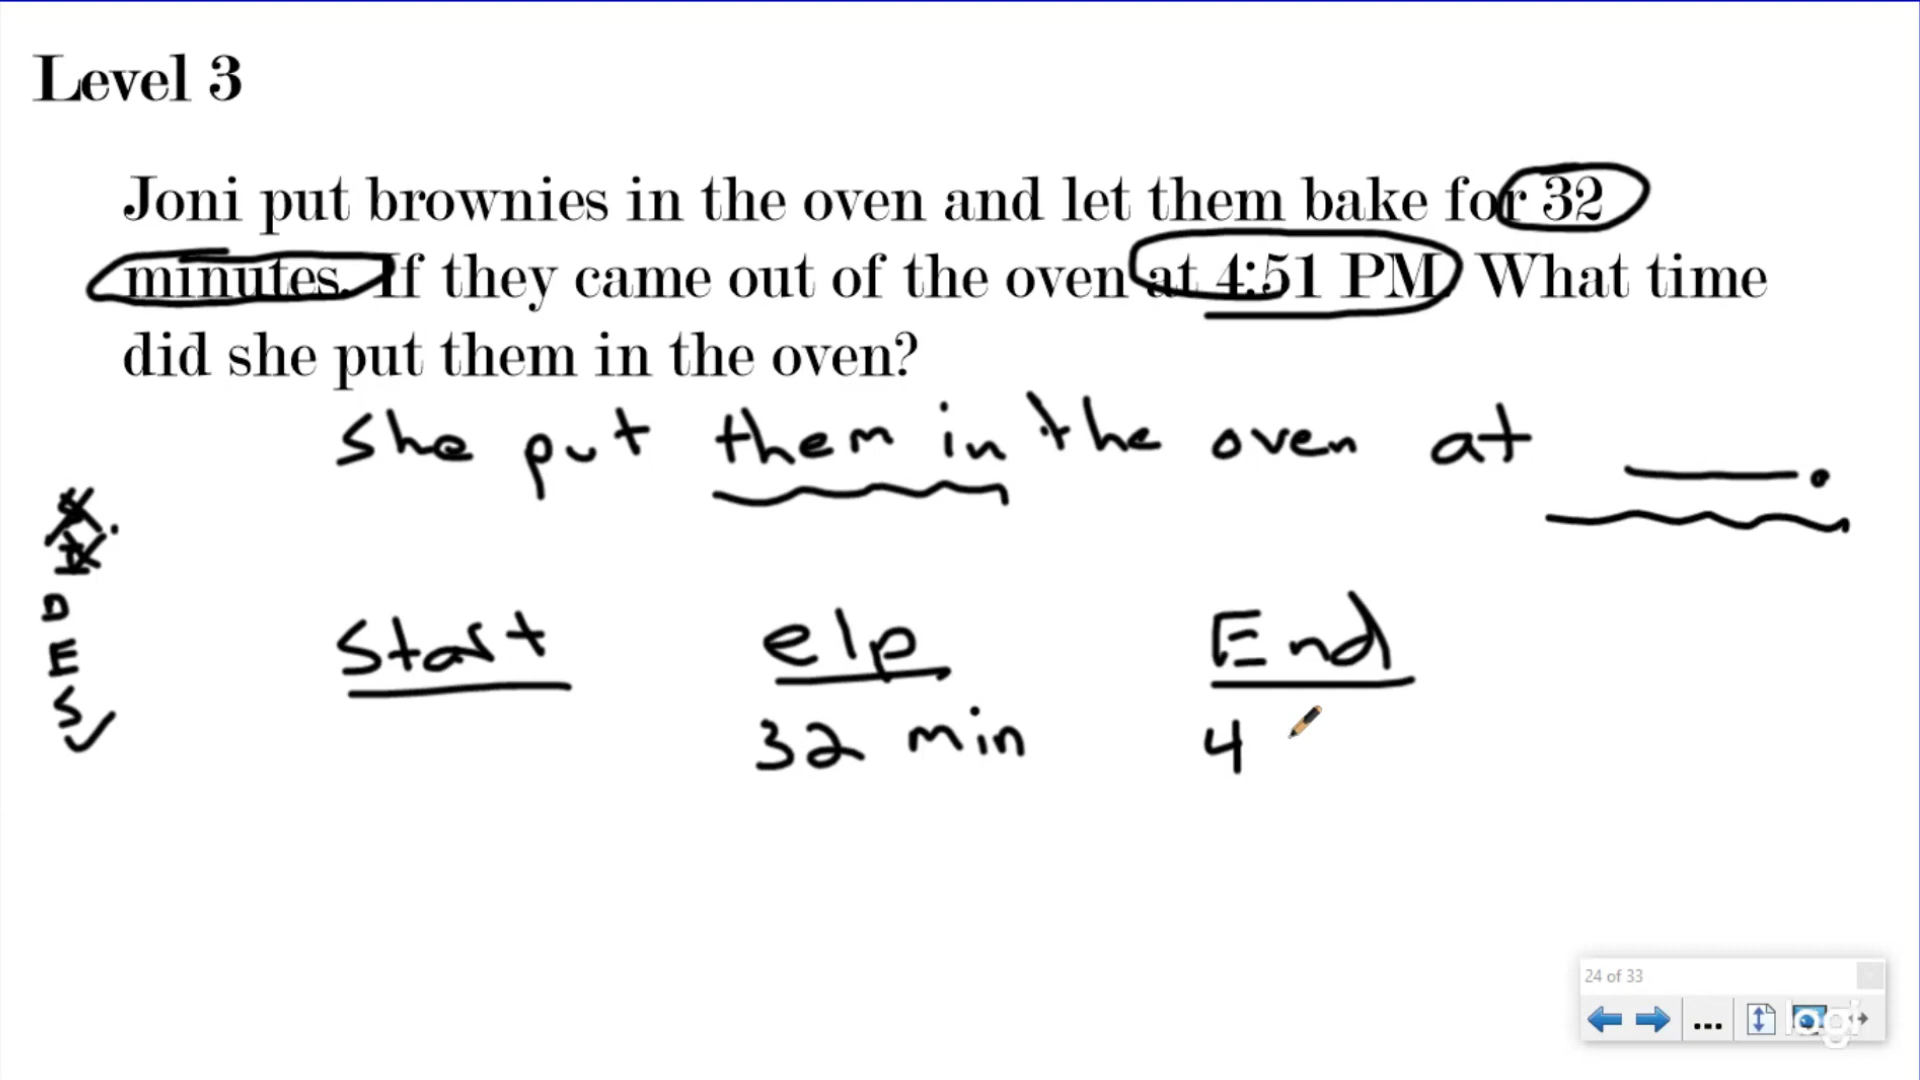 Level 3
Joni put brownies in the oven and let them bake for 32
minutes. If they came out of the oven at 4:51 PM. What time
did she put them in the oven?
She put them in the oven at ____.
D
E
S
Start elp End
32 min 4
24 of 33
logi